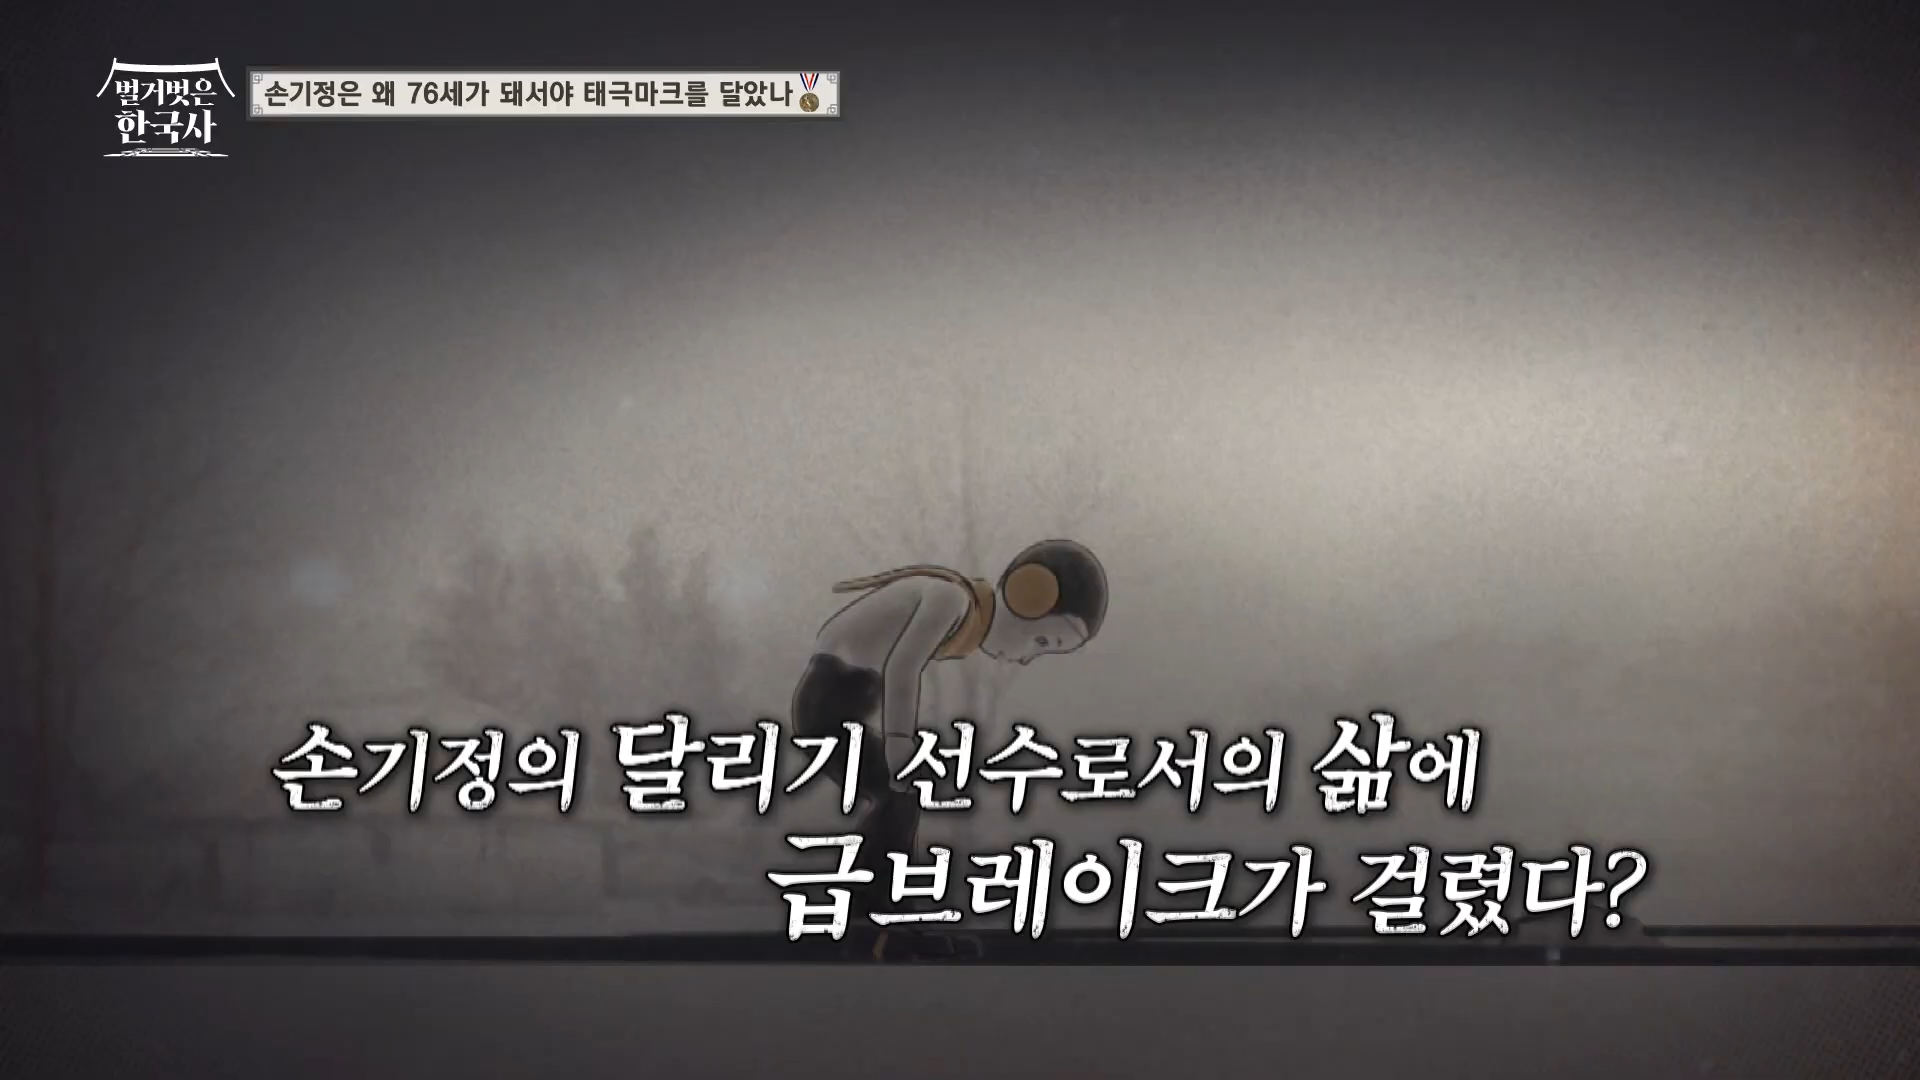 벌거벗은
한국사
손기정은 왜 76세가 돼서야 태극마크를 달았나
손기정의 달리기 선수로서의 삶에
급브레이크가 걸렸다?